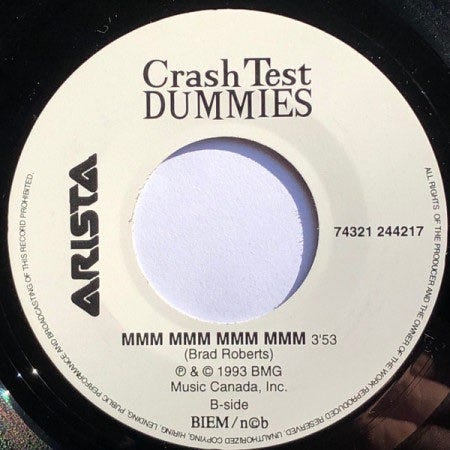 Crash Test
DUMMIES
ARISTA
74321 244217
MMM MMM MMM MMM 3'53
(Brad Roberts)
℗ & © 1993 BMG
Music Canada, Inc.
B-side
BIEM/n©b
ALL RIGHTS OF THE PRODUCER AND THE OWNER OF THE WORK REPRODUCED RESERVED. UNAUTHORIZED COPYING, HIRING, LENDING, PUBLIC PERFORMANCE AND BROADCASTING OF THIS RECORD PROHIBITED.